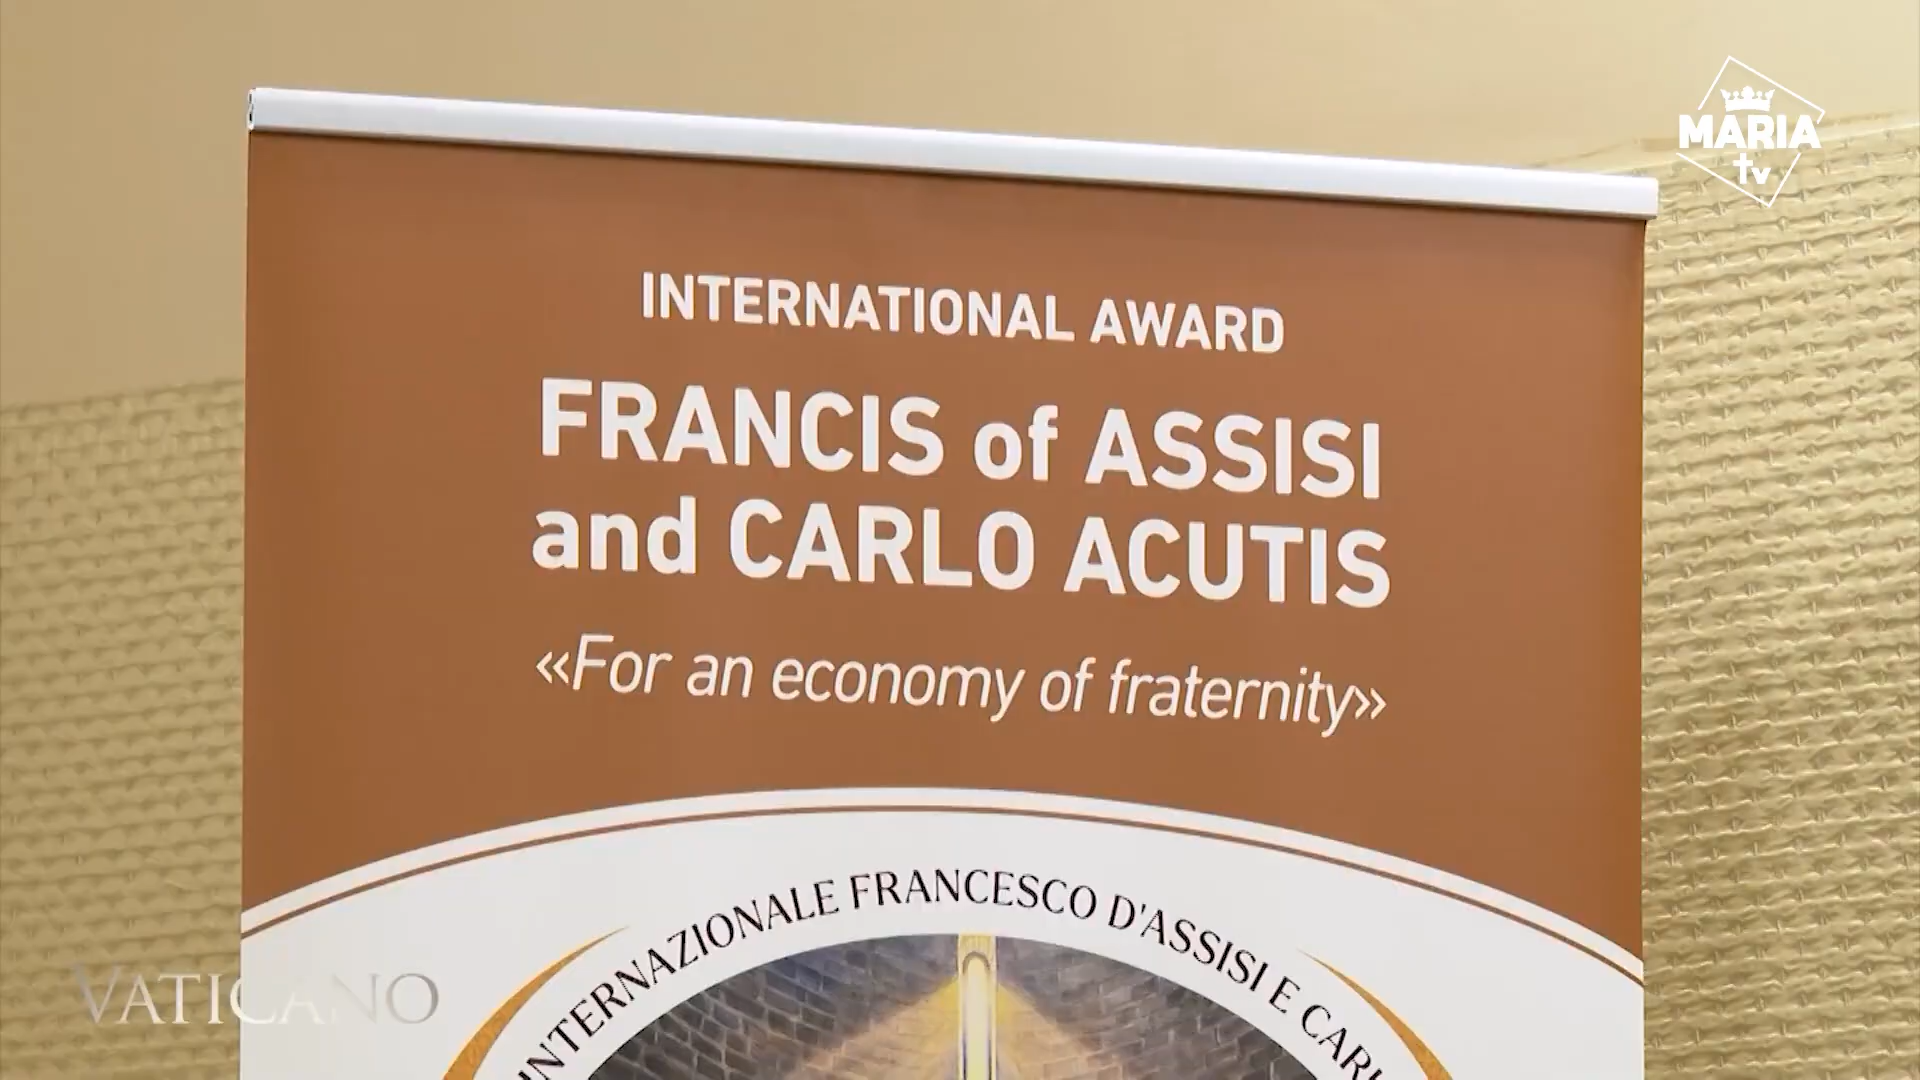 MARIA
tv
INTERNATIONAL AWARD
FRANCIS of ASSISI
and CARLO ACUTIS
«For an economy of fraternity»
INTERNAZIONALE FRANCESCO D'ASSISI E CARL
VATICANO